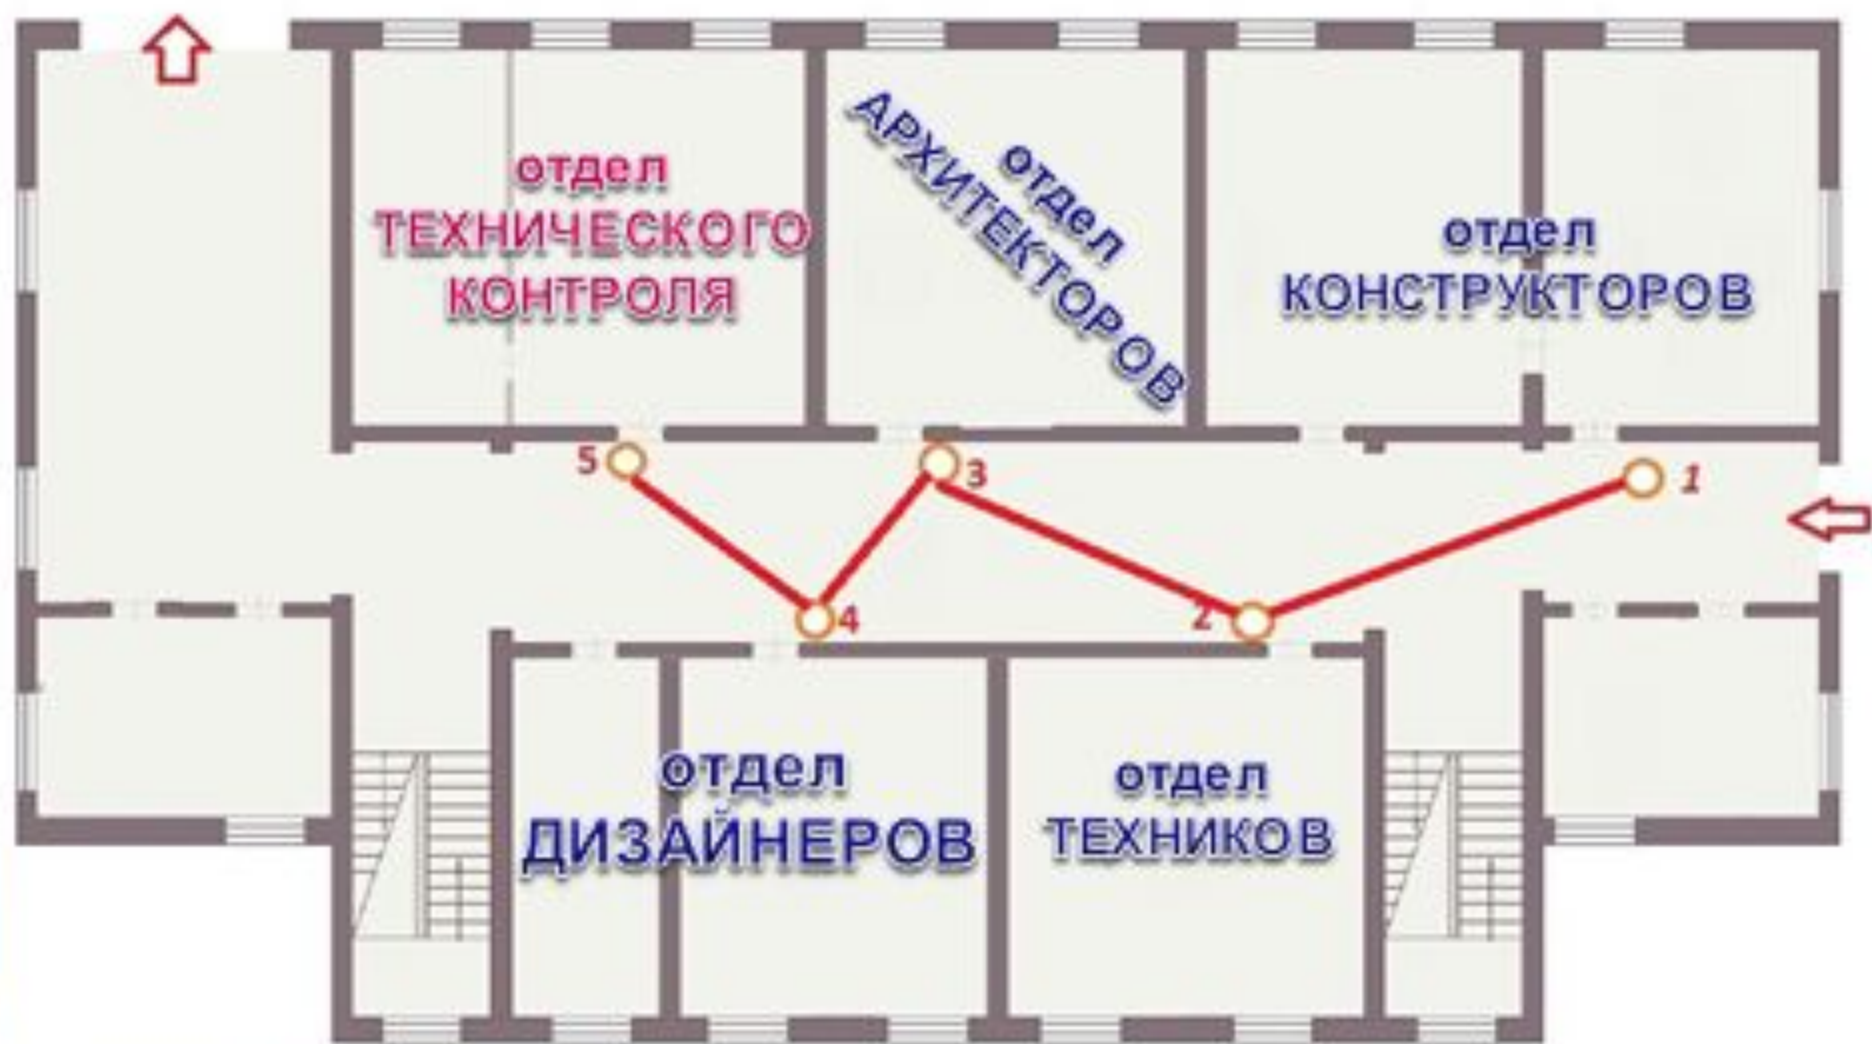 отдел
ТЕХНИЧЕСКОГО
КОНТРОЛЯ
отдел
АРХИТЕКТОРОВ
отдел
КОНСТРУКТОРОВ
5
3
1
4
2
отдел
ДИЗАЙНЕРОВ
отдел
ТЕХНИКОВ